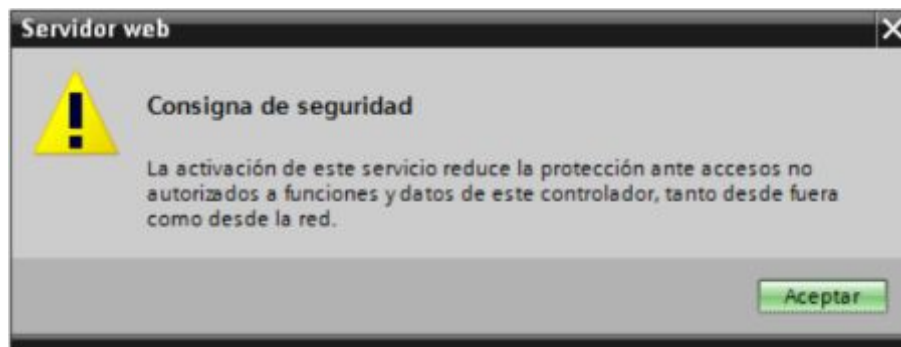 Servidor web
Consigna de seguridad
La activación de este servicio reduce la protección ante accesos no
autorizados a funciones y datos de este controlador, tanto desde fuera
como desde la red.
Aceptar